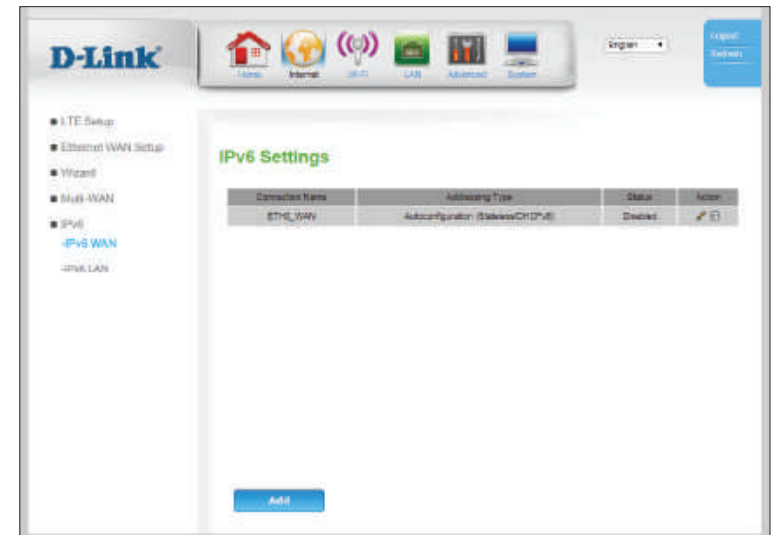 D-Link
Home Internet Wi-Fi LAN Advanced System
English
Logout
Refresh
LTE Setup
Ethernet WAN Setup
Wizard
Multi-WAN
IPv6
-IPv6 WAN
-IPv6 LAN
IPv6 Settings
Connection Name Addressing Type Status Action
ETH0_WAN Autoconfiguration (Stateless/DHCPv6) Disabled
Add